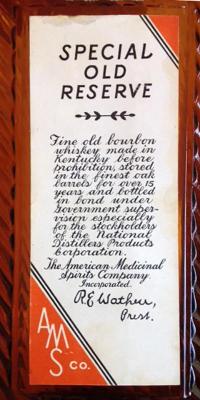 SPECIAL
OLD
RESERVE
Fine old bourbon
whiskey made in
Kentucky before
prohibition, stored
in the finest oak
barrels for over 15
years and bottled
in bond under
Government super-
vision especially
for the stockholders
of the National
Distillers Products
Corporation.
The American Medicinal
Spirits Company.
Incorporated.
R.E. Wathen,
Prest.
AMS
CO.